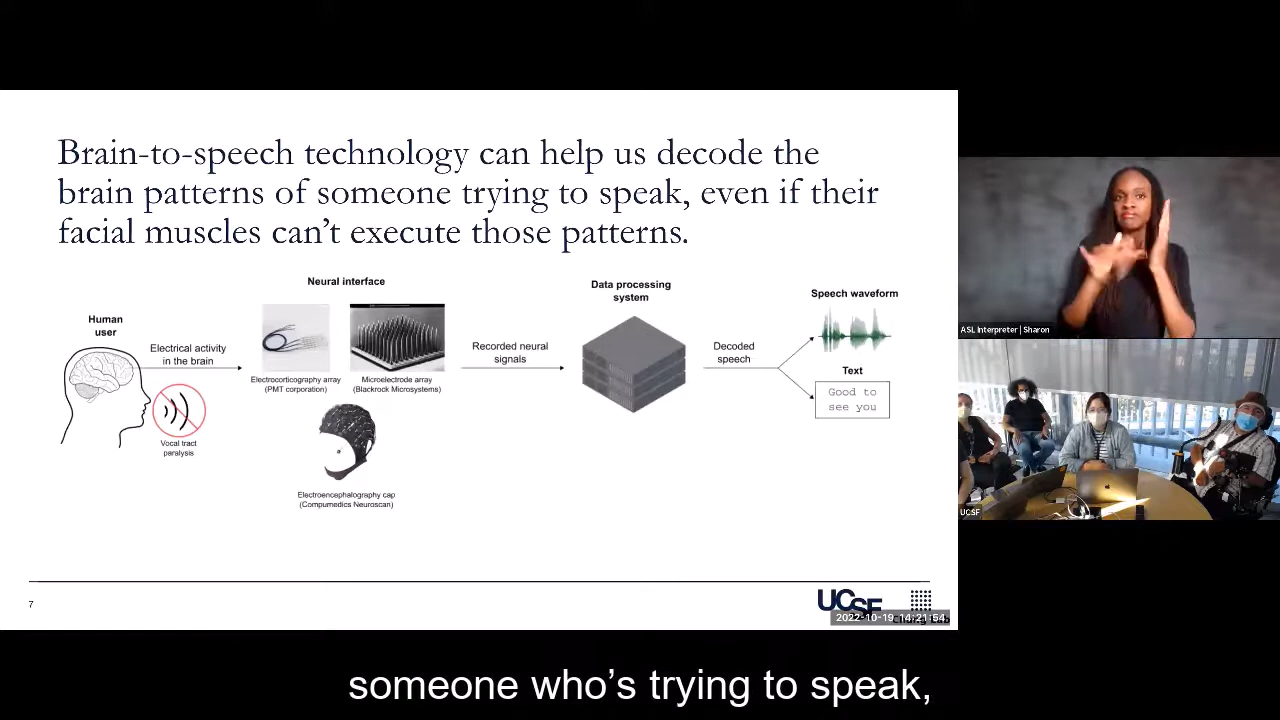 Brain-to-speech technology can help us decode the
brain patterns of someone trying to speak, even if their
facial muscles can’t execute those patterns.
Human
user
Electrical activity
in the brain
Vocal tract
paralysis
Neural interface
Electrocorticography array
(PMT corporation)
Microelectrode array
(Blackrock Microsystems)
Electroencephalography cap
(Compumedics Neuroscan)
Recorded neural
signals
Data processing
system
Decoded
speech
Speech waveform
Text
Good to
see you
7
UCSF
2022-10-19 14:21:54
ASL Interpreter | Sharon
UCSF
someone who’s trying to speak,